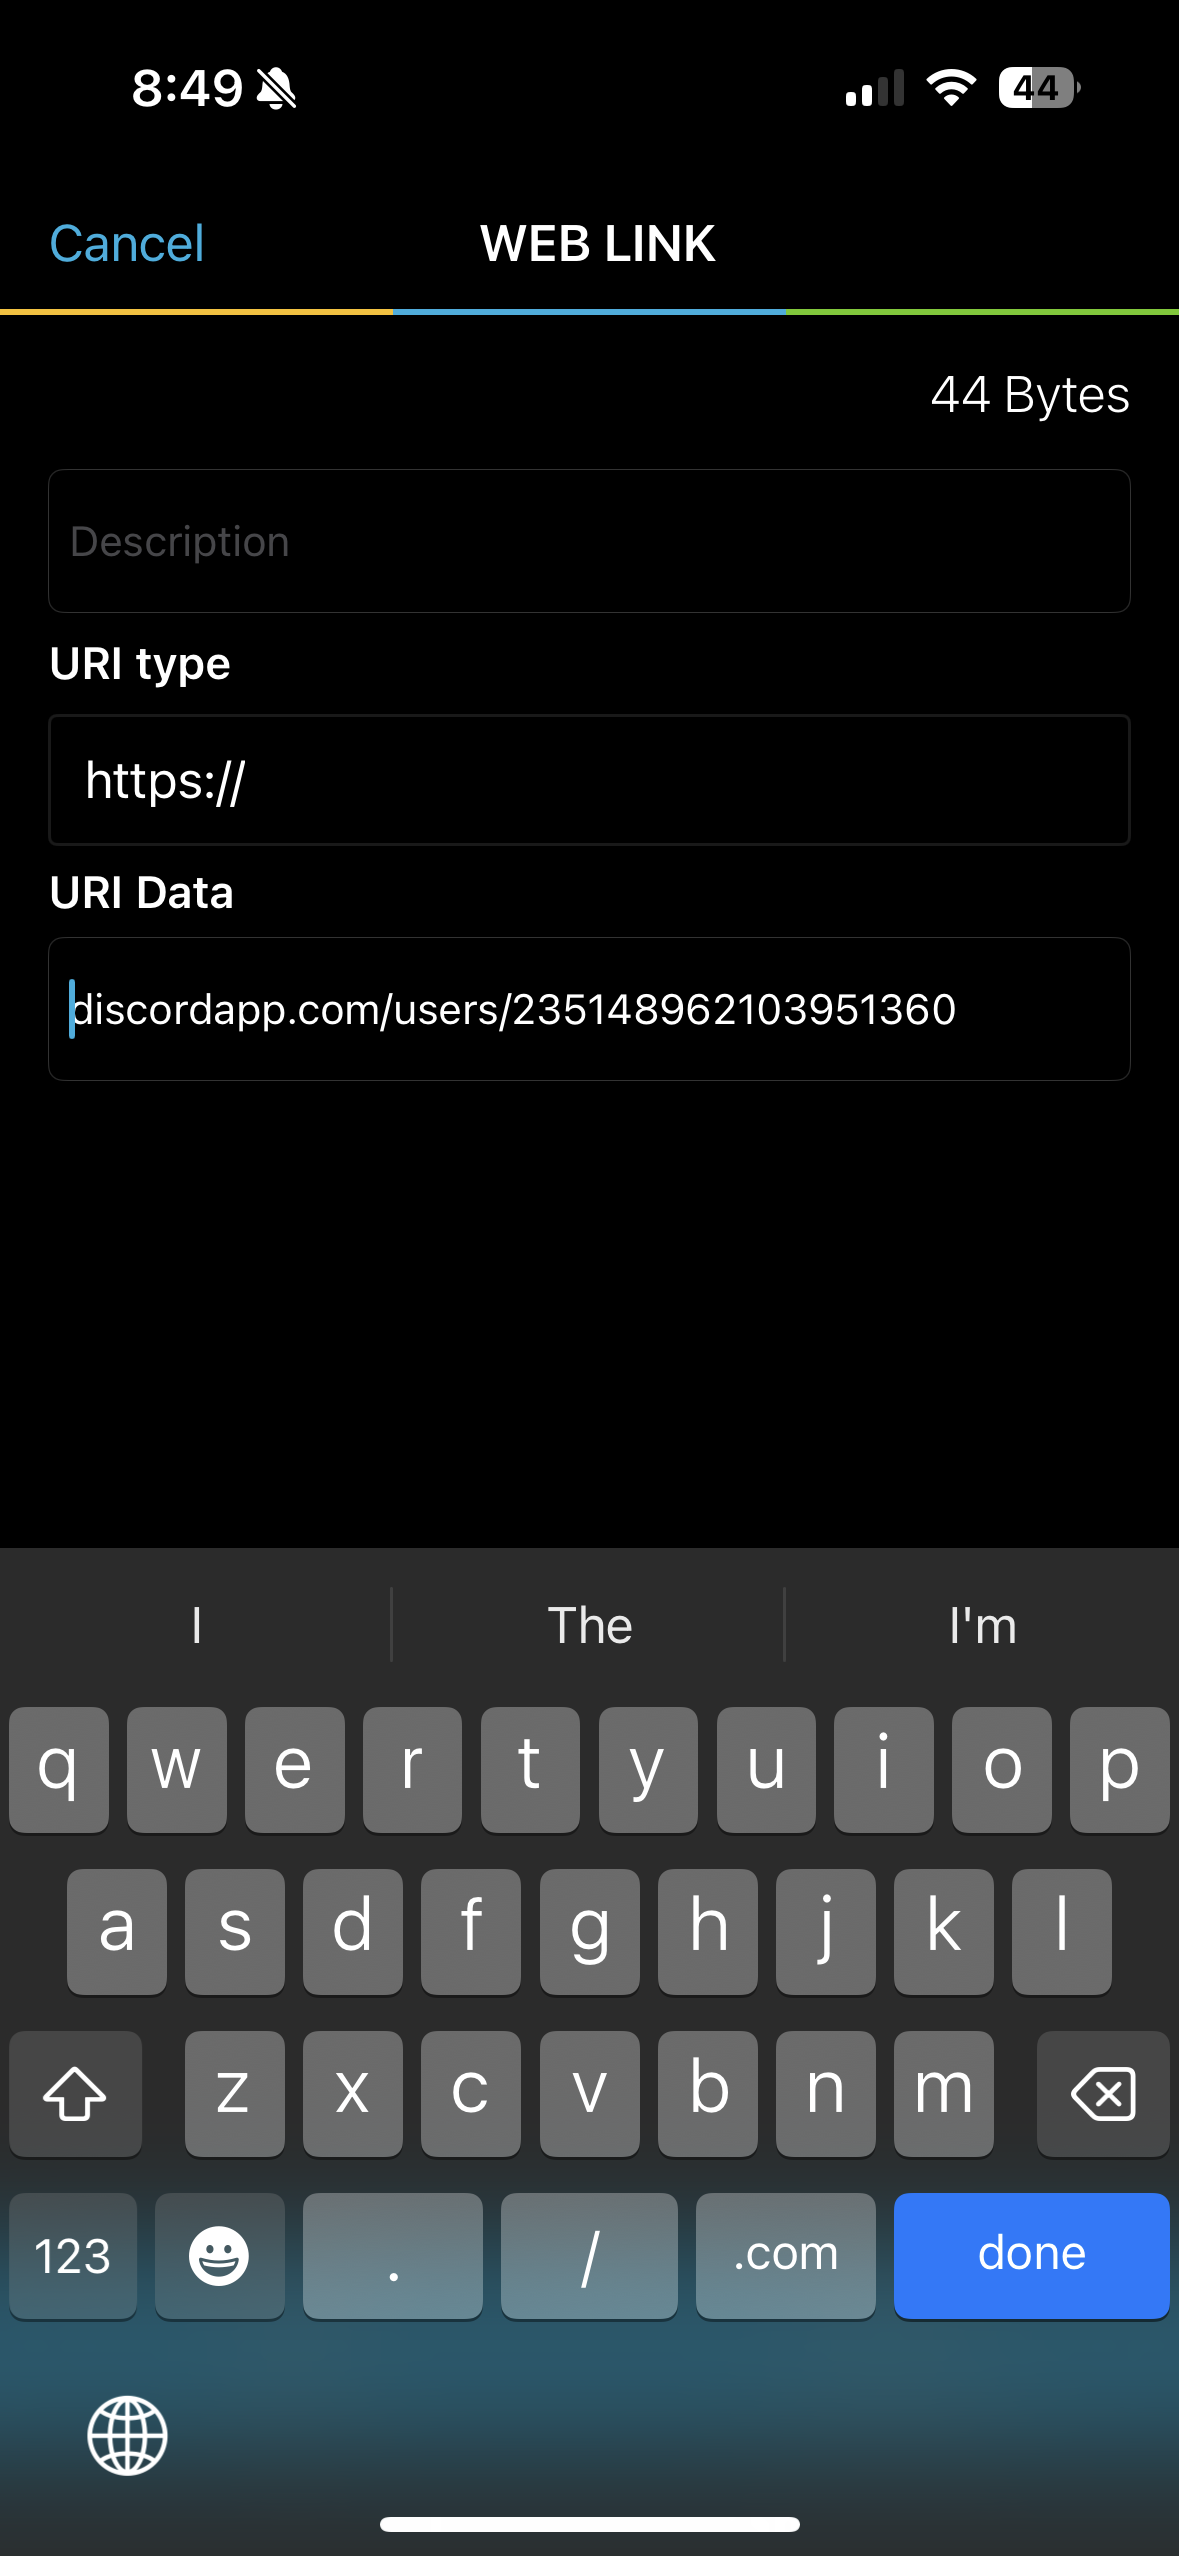 8:49
44
Cancel
WEB LINK
44 Bytes
Description
URI type
https://
URI Data
discordapp.com/users/235148962103951360
I
The
I'm
q w e r t y u i o p
a s d f g h j k l
z x c v b n m
123 . / .com done